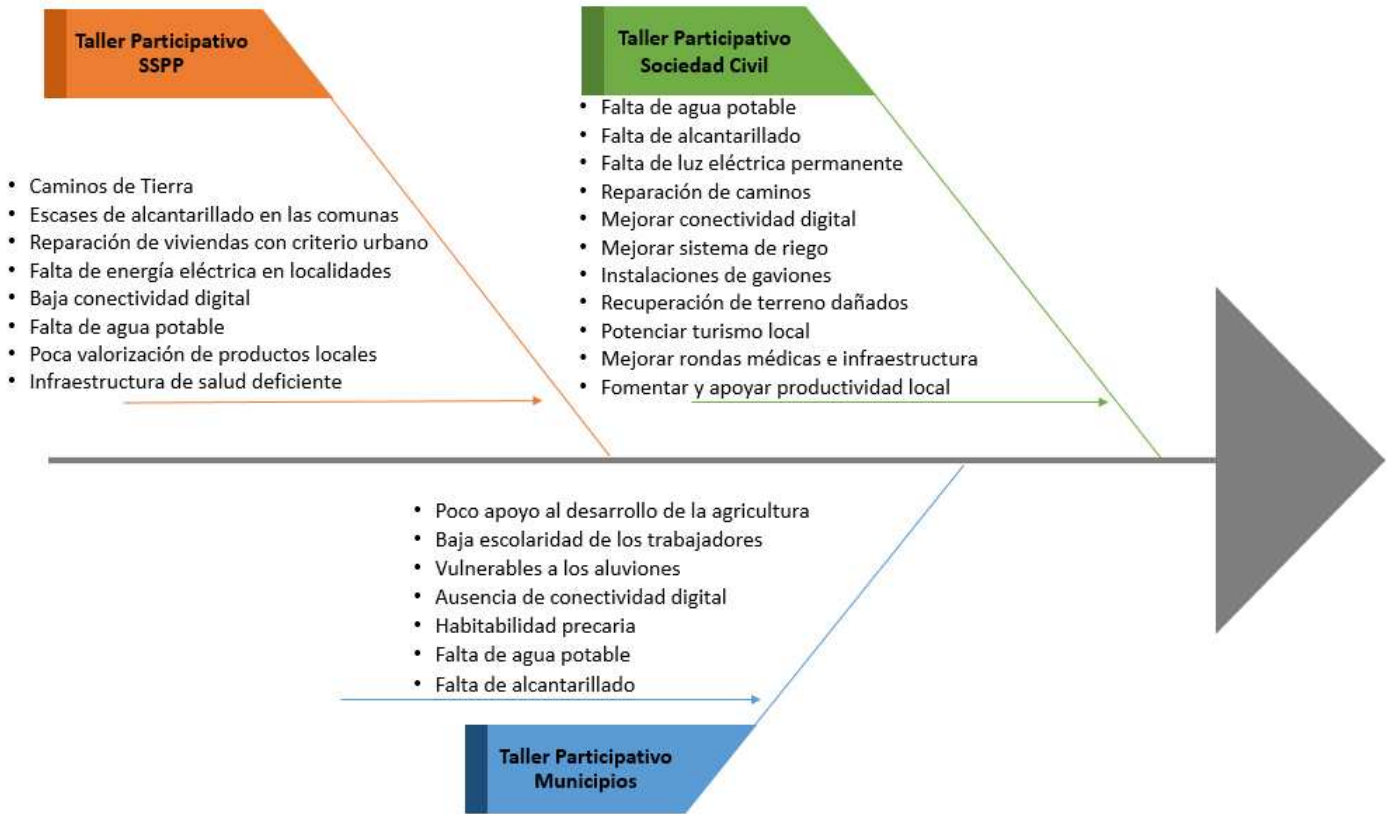 Taller Participativo
SSPP
• Caminos de Tierra
• Escases de alcantarillado en las comunas
• Reparación de viviendas con criterio urbano
• Falta de energía eléctrica en localidades
• Baja conectividad digital
• Falta de agua potable
• Poca valorización de productos locales
• Infraestructura de salud deficiente
Taller Participativo
Sociedad Civil
• Falta de agua potable
• Falta de alcantarillado
• Falta de luz eléctrica permanente
• Reparación de caminos
• Mejorar conectividad digital
• Mejorar sistema de riego
• Instalaciones de gaviones
• Recuperación de terreno dañados
• Potenciar turismo local
• Mejorar rondas médicas e infraestructura
• Fomentar y apoyar productividad local
• Poco apoyo al desarrollo de la agricultura
• Baja escolaridad de los trabajadores
• Vulnerables a los aluviones
• Ausencia de conectividad digital
• Habitabilidad precaria
• Falta de agua potable
• Falta de alcantarillado
Taller Participativo
Municipios